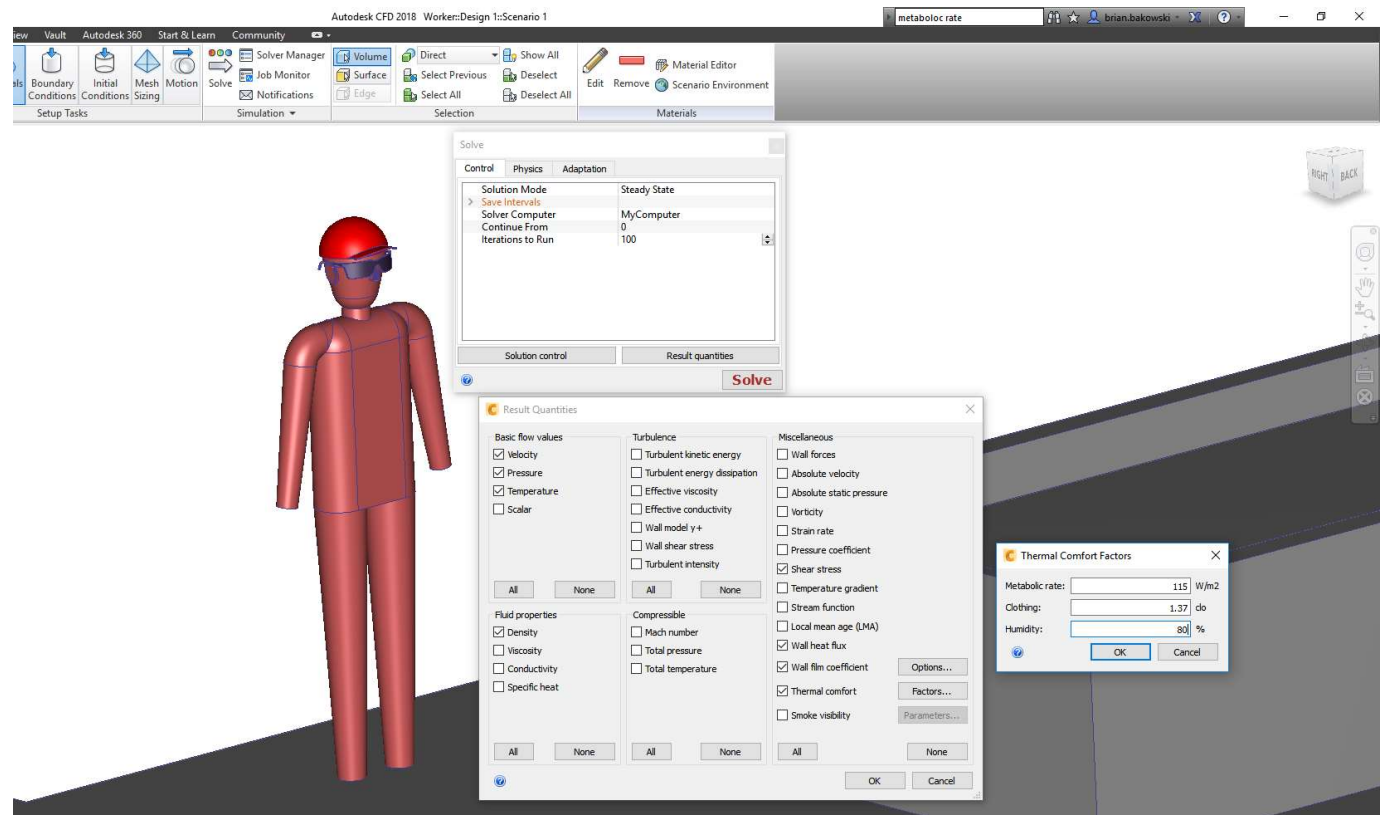 Autodesk CFD 2018 Worker::Design 1::Scenario 1
metaboloc rate
brian.bakowski
Vault Autodesk 360 Start & Learn Community
Boundary Conditions
Initial Conditions
Mesh Sizing
Motion
Setup Tasks
Solve
Solver Manager
Job Monitor
Notifications
Simulation
Volume
Surface
Edge
Direct
Select Previous
Select All
Show All
Deselect
Deselect All
Selection
Edit
Remove
Material Editor
Scenario Environment
Materials
RIGHT
BACK
Solve
Control Physics Adaptation
Solution Mode Steady State
Save Intervals
Solver Computer MyComputer
Continue From 0
Iterations to Run 100
Solution control Result quantities
Solve
Result Quantities
Basic flow values
Velocity
Pressure
Temperature
Scalar
All None
Turbulence
Turbulent kinetic energy
Turbulent energy dissipation
Effective viscosity
Effective conductivity
Wall model y+
Wall shear stress
Turbulent intensity
All None
Fluid properties
Density
Viscosity
Conductivity
Specific heat
All None
Compressible
Mach number
Total pressure
Total temperature
All None
Miscellaneous
Wall forces
Absolute velocity
Absolute static pressure
Vorticity
Strain rate
Pressure coefficient
Shear stress
Temperature gradient
Stream function
Local mean age (LMA)
Wall heat flux
Wall film coefficient Options...
Thermal comfort Factors...
Smoke visibility Parameters...
All None
OK Cancel
Thermal Comfort Factors
Metabolic rate: 115 W/m2
Clothing: 1.37 clo
Humidity: 80 %
OK Cancel